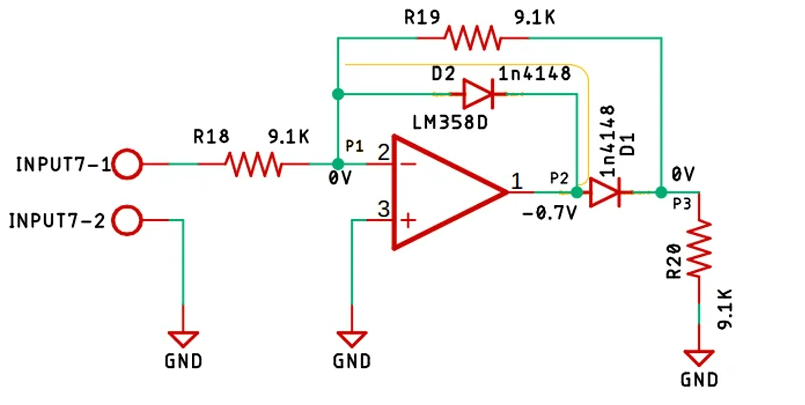 R19 9.1K
D2 1n4148
LM358D
1n4148
D1
R18 9.1K
P1
INPUT7-1
2
0V
1
P2
0V
P3
-0.7V
INPUT7-2
3
R20
9.1K
GND
GND
GND